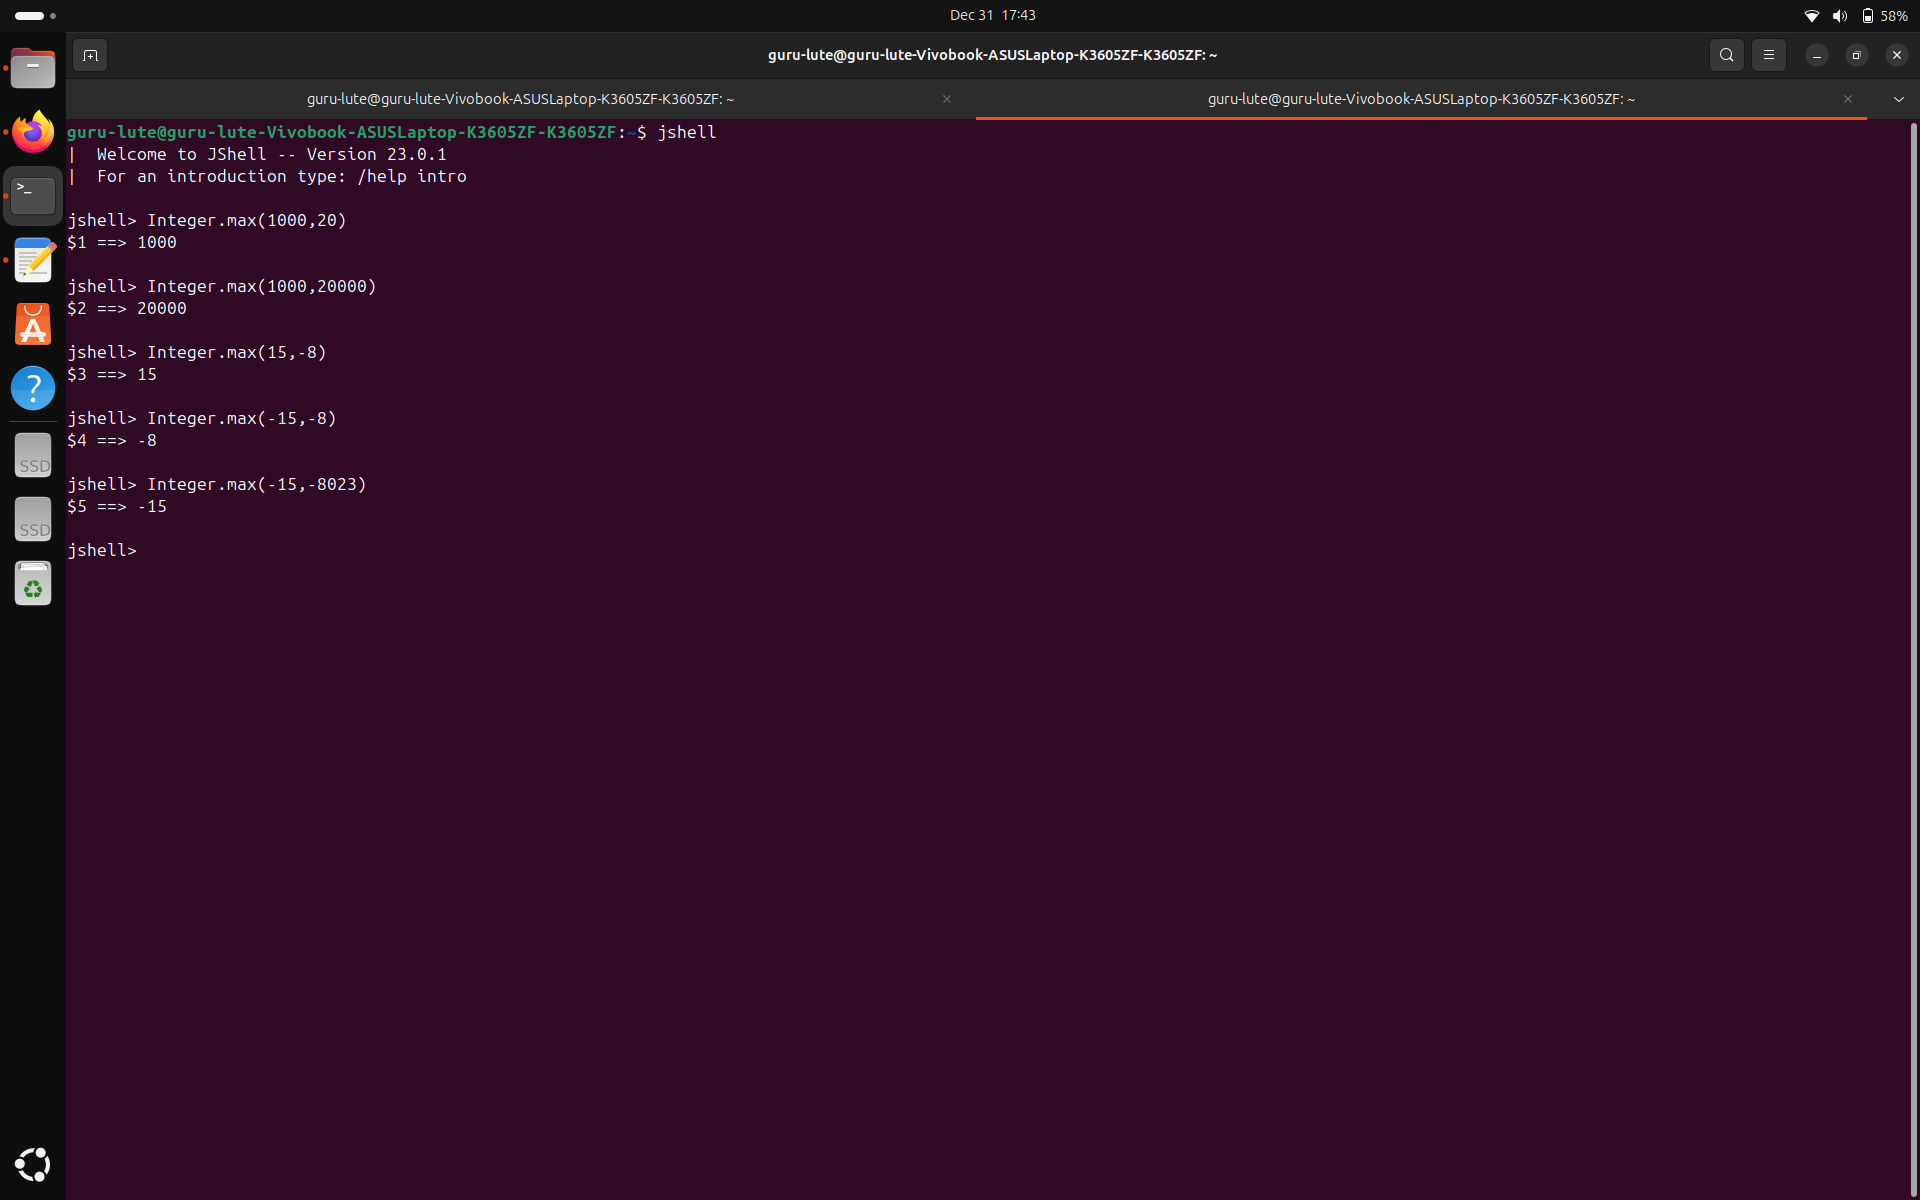 Dec 31 17:43
58%
guru-lute@guru-lute-Vivobook-ASUSLaptop-K3605ZF-K3605ZF: ~
guru-lute@guru-lute-Vivobook-ASUSLaptop-K3605ZF-K3605ZF: ~
guru-lute@guru-lute-Vivobook-ASUSLaptop-K3605ZF-K3605ZF: ~
guru-lute@guru-lute-Vivobook-ASUSLaptop-K3605ZF-K3605ZF:~$ jshell
|  Welcome to JShell -- Version 23.0.1
|  For an introduction type: /help intro
jshell> Integer.max(1000,20)
$1 ==> 1000
jshell> Integer.max(1000,20000)
$2 ==> 20000
jshell> Integer.max(15,-8)
$3 ==> 15
jshell> Integer.max(-15,-8)
$4 ==> -8
jshell> Integer.max(-15,-8023)
$5 ==> -15
jshell>
SSD
SSD